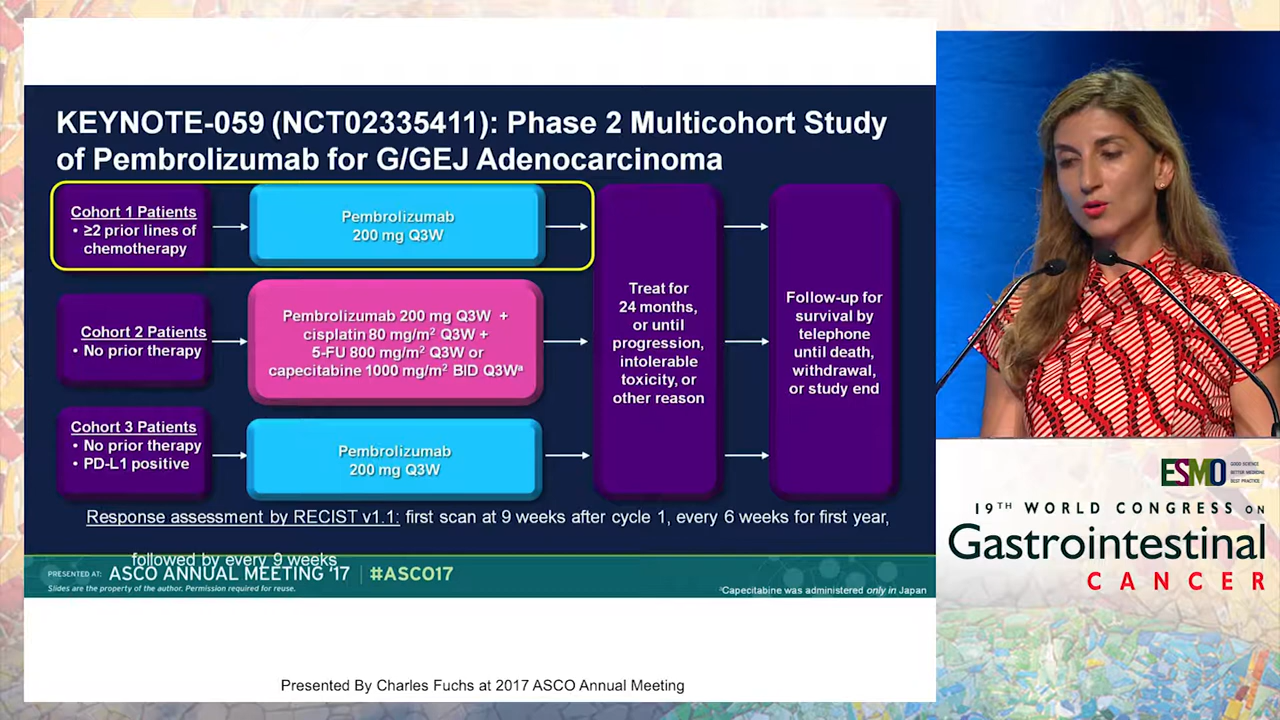 KEYNOTE-059 (NCT02335411): Phase 2 Multicohort Study
of Pembrolizumab for G/GEJ Adenocarcinoma
Cohort 1 Patients
• ≥2 prior lines of
chemotherapy
Pembrolizumab
200 mg Q3W
Cohort 2 Patients
• No prior therapy
Pembrolizumab 200 mg Q3W +
cisplatin 80 mg/m² Q3W +
5-FU 800 mg/m² Q3W or
capecitabine 1000 mg/m² BID Q3Wᵃ
Cohort 3 Patients
• No prior therapy
• PD-L1 positive
Pembrolizumab
200 mg Q3W
Treat for
24 months,
or until
progression,
intolerable
toxicity, or
other reason
Follow-up for
survival by
telephone
until death,
withdrawal,
or study end
Response assessment by RECIST v1.1: first scan at 9 weeks after cycle 1, every 6 weeks for first year,
followed by every 9 weeks
PRESENTED AT: ASCO ANNUAL MEETING '17 | #ASCO17
Slides are the property of the author. Permission required for reuse.
ᵃCapecitabine was administered only in Japan
Presented By Charles Fuchs at 2017 ASCO Annual Meeting
ESMO
GOOD SCIENCE
BETTER MEDICINE
BEST PRACTICE
19TH WORLD CONGRESS ON
Gastrointestinal
CANCER